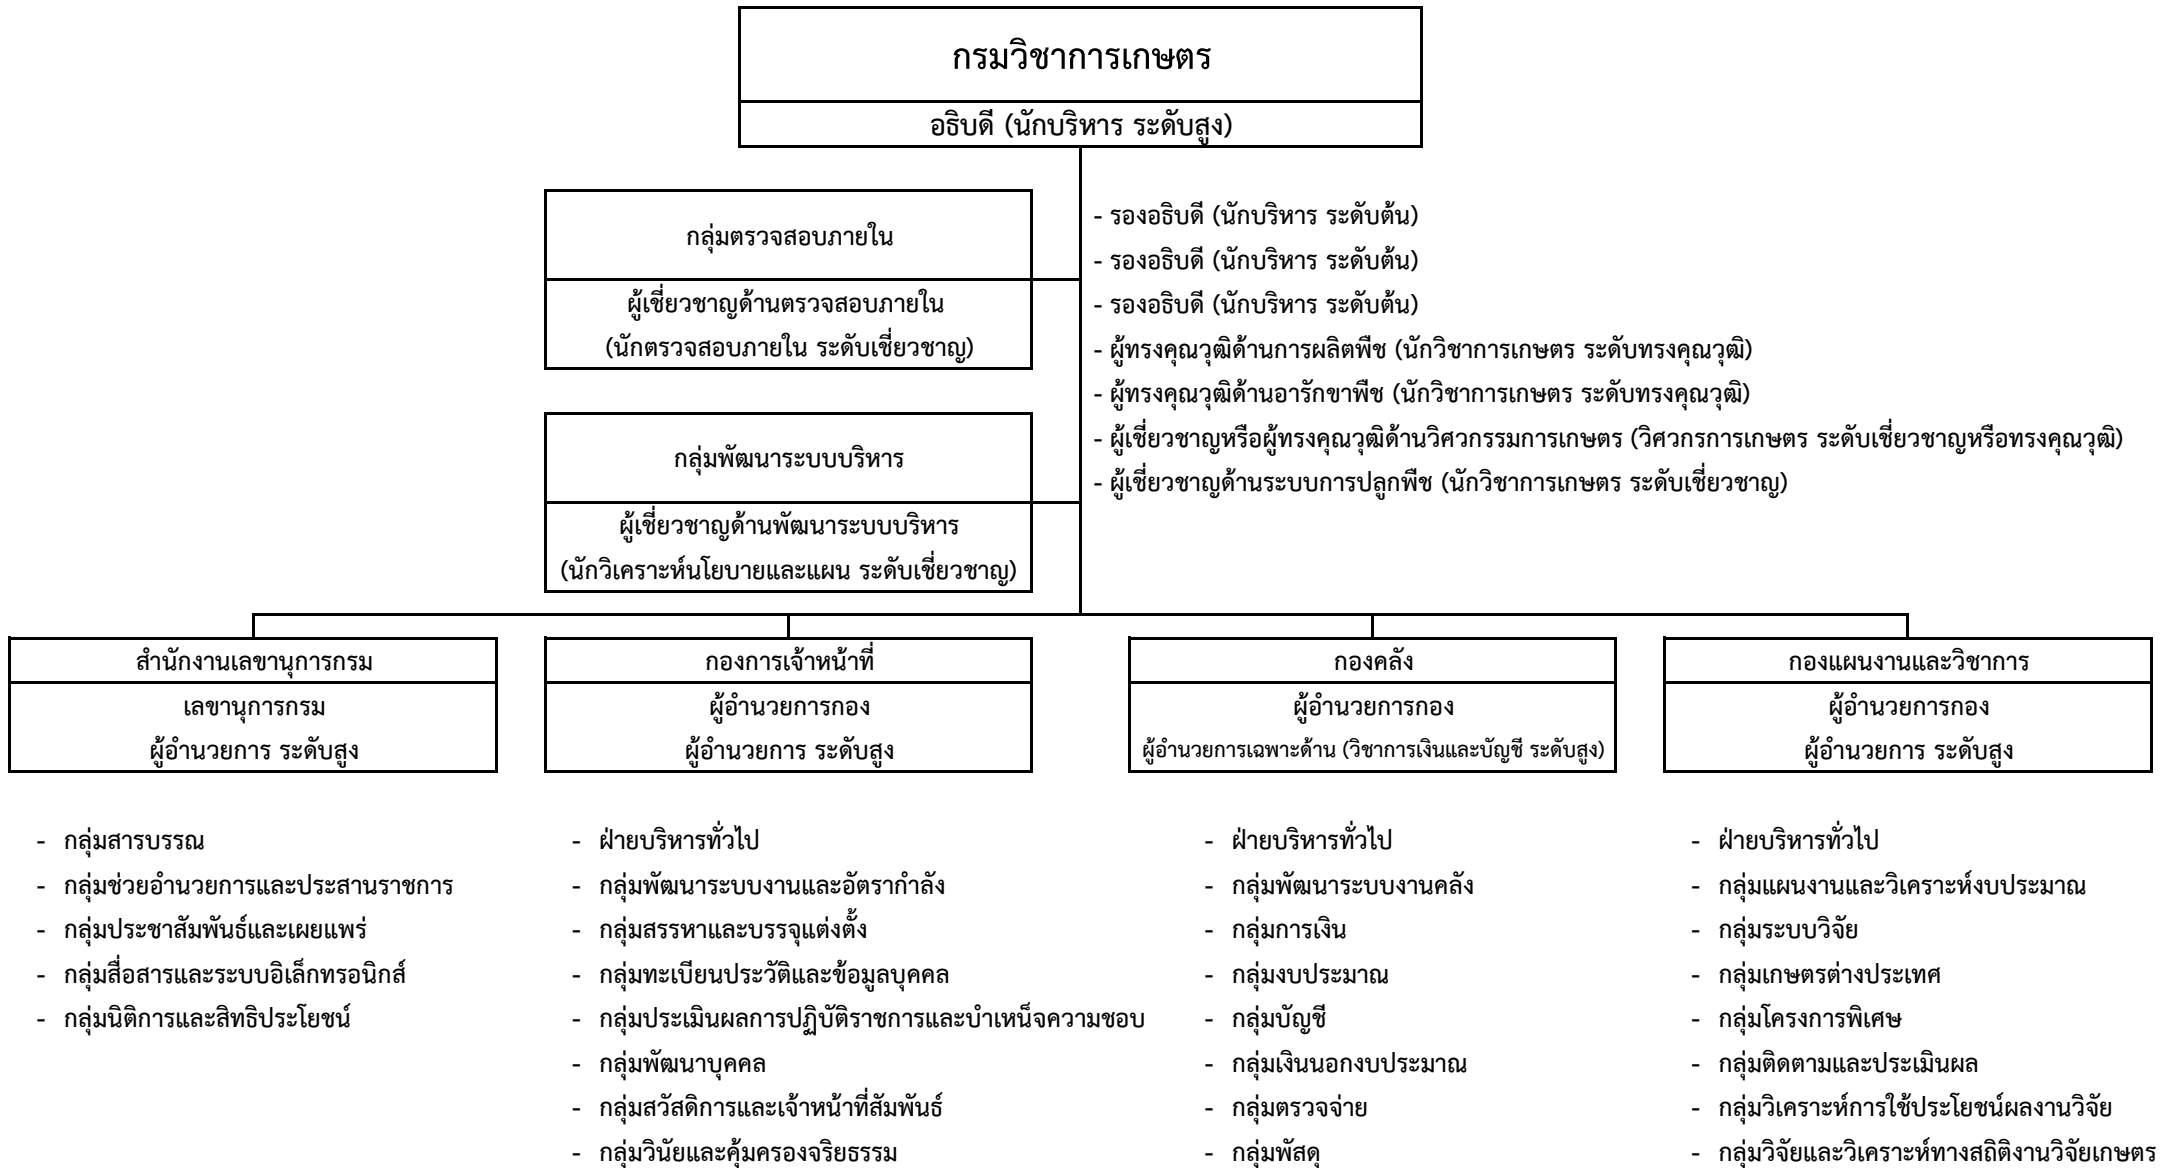 กรมวิชาการเกษตร
อธิบดี (นักบริหาร ระดับสูง)
กลุ่มตรวจสอบภายใน
ผู้เชี่ยวชาญด้านตรวจสอบภายใน
(นักตรวจสอบภายใน ระดับเชี่ยวชาญ)
กลุ่มพัฒนาระบบบริหาร
ผู้เชี่ยวชาญด้านพัฒนาระบบบริหาร
(นักวิเคราะห์นโยบายและแผน ระดับเชี่ยวชาญ)
- รองอธิบดี (นักบริหาร ระดับต้น)
- รองอธิบดี (นักบริหาร ระดับต้น)
- รองอธิบดี (นักบริหาร ระดับต้น)
- ผู้ทรงคุณวุฒิด้านการผลิตพืช (นักวิชาการเกษตร ระดับทรงคุณวุฒิ)
- ผู้ทรงคุณวุฒิด้านอารักขาพืช (นักวิชาการเกษตร ระดับทรงคุณวุฒิ)
- ผู้เชี่ยวชาญหรือผู้ทรงคุณวุฒิด้านวิศวกรรมการเกษตร (วิศวกรการเกษตร ระดับเชี่ยวชาญหรือทรงคุณวุฒิ)
- ผู้เชี่ยวชาญด้านระบบการปลูกพืช (นักวิชาการเกษตร ระดับเชี่ยวชาญ)
สำนักงานเลขานุการกรม
เลขานุการกรม
ผู้อำนวยการ ระดับสูง
- กลุ่มสารบรรณ
- กลุ่มช่วยอำนวยการและประสานราชการ
- กลุ่มประชาสัมพันธ์และเผยแพร่
- กลุ่มสื่อสารและระบบอิเล็กทรอนิกส์
- กลุ่มนิติการและสิทธิประโยชน์
กองการเจ้าหน้าที่
ผู้อำนวยการกอง
ผู้อำนวยการ ระดับสูง
- ฝ่ายบริหารทั่วไป
- กลุ่มพัฒนาระบบงานและอัตรากำลัง
- กลุ่มสรรหาและบรรจุแต่งตั้ง
- กลุ่มทะเบียนประวัติและข้อมูลบุคคล
- กลุ่มประเมินผลการปฏิบัติราชการและบำเหน็จความชอบ
- กลุ่มพัฒนาบุคคล
- กลุ่มสวัสดิการและเจ้าหน้าที่สัมพันธ์
- กลุ่มวินัยและคุ้มครองจริยธรรม
กองคลัง
ผู้อำนวยการกอง
ผู้อำนวยการเฉพาะด้าน (วิชาการเงินและบัญชี ระดับสูง)
- ฝ่ายบริหารทั่วไป
- กลุ่มพัฒนาระบบงานคลัง
- กลุ่มการเงิน
- กลุ่มงบประมาณ
- กลุ่มบัญชี
- กลุ่มเงินนอกงบประมาณ
- กลุ่มตรวจจ่าย
- กลุ่มพัสดุ
กองแผนงานและวิชาการ
ผู้อำนวยการกอง
ผู้อำนวยการ ระดับสูง
- ฝ่ายบริหารทั่วไป
- กลุ่มแผนงานและวิเคราะห์งบประมาณ
- กลุ่มระบบวิจัย
- กลุ่มเกษตรต่างประเทศ
- กลุ่มโครงการพิเศษ
- กลุ่มติดตามและประเมินผล
- กลุ่มวิเคราะห์การใช้ประโยชน์ผลงานวิจัย
- กลุ่มวิจัยและวิเคราะห์ทางสถิติงานวิจัยเกษตร